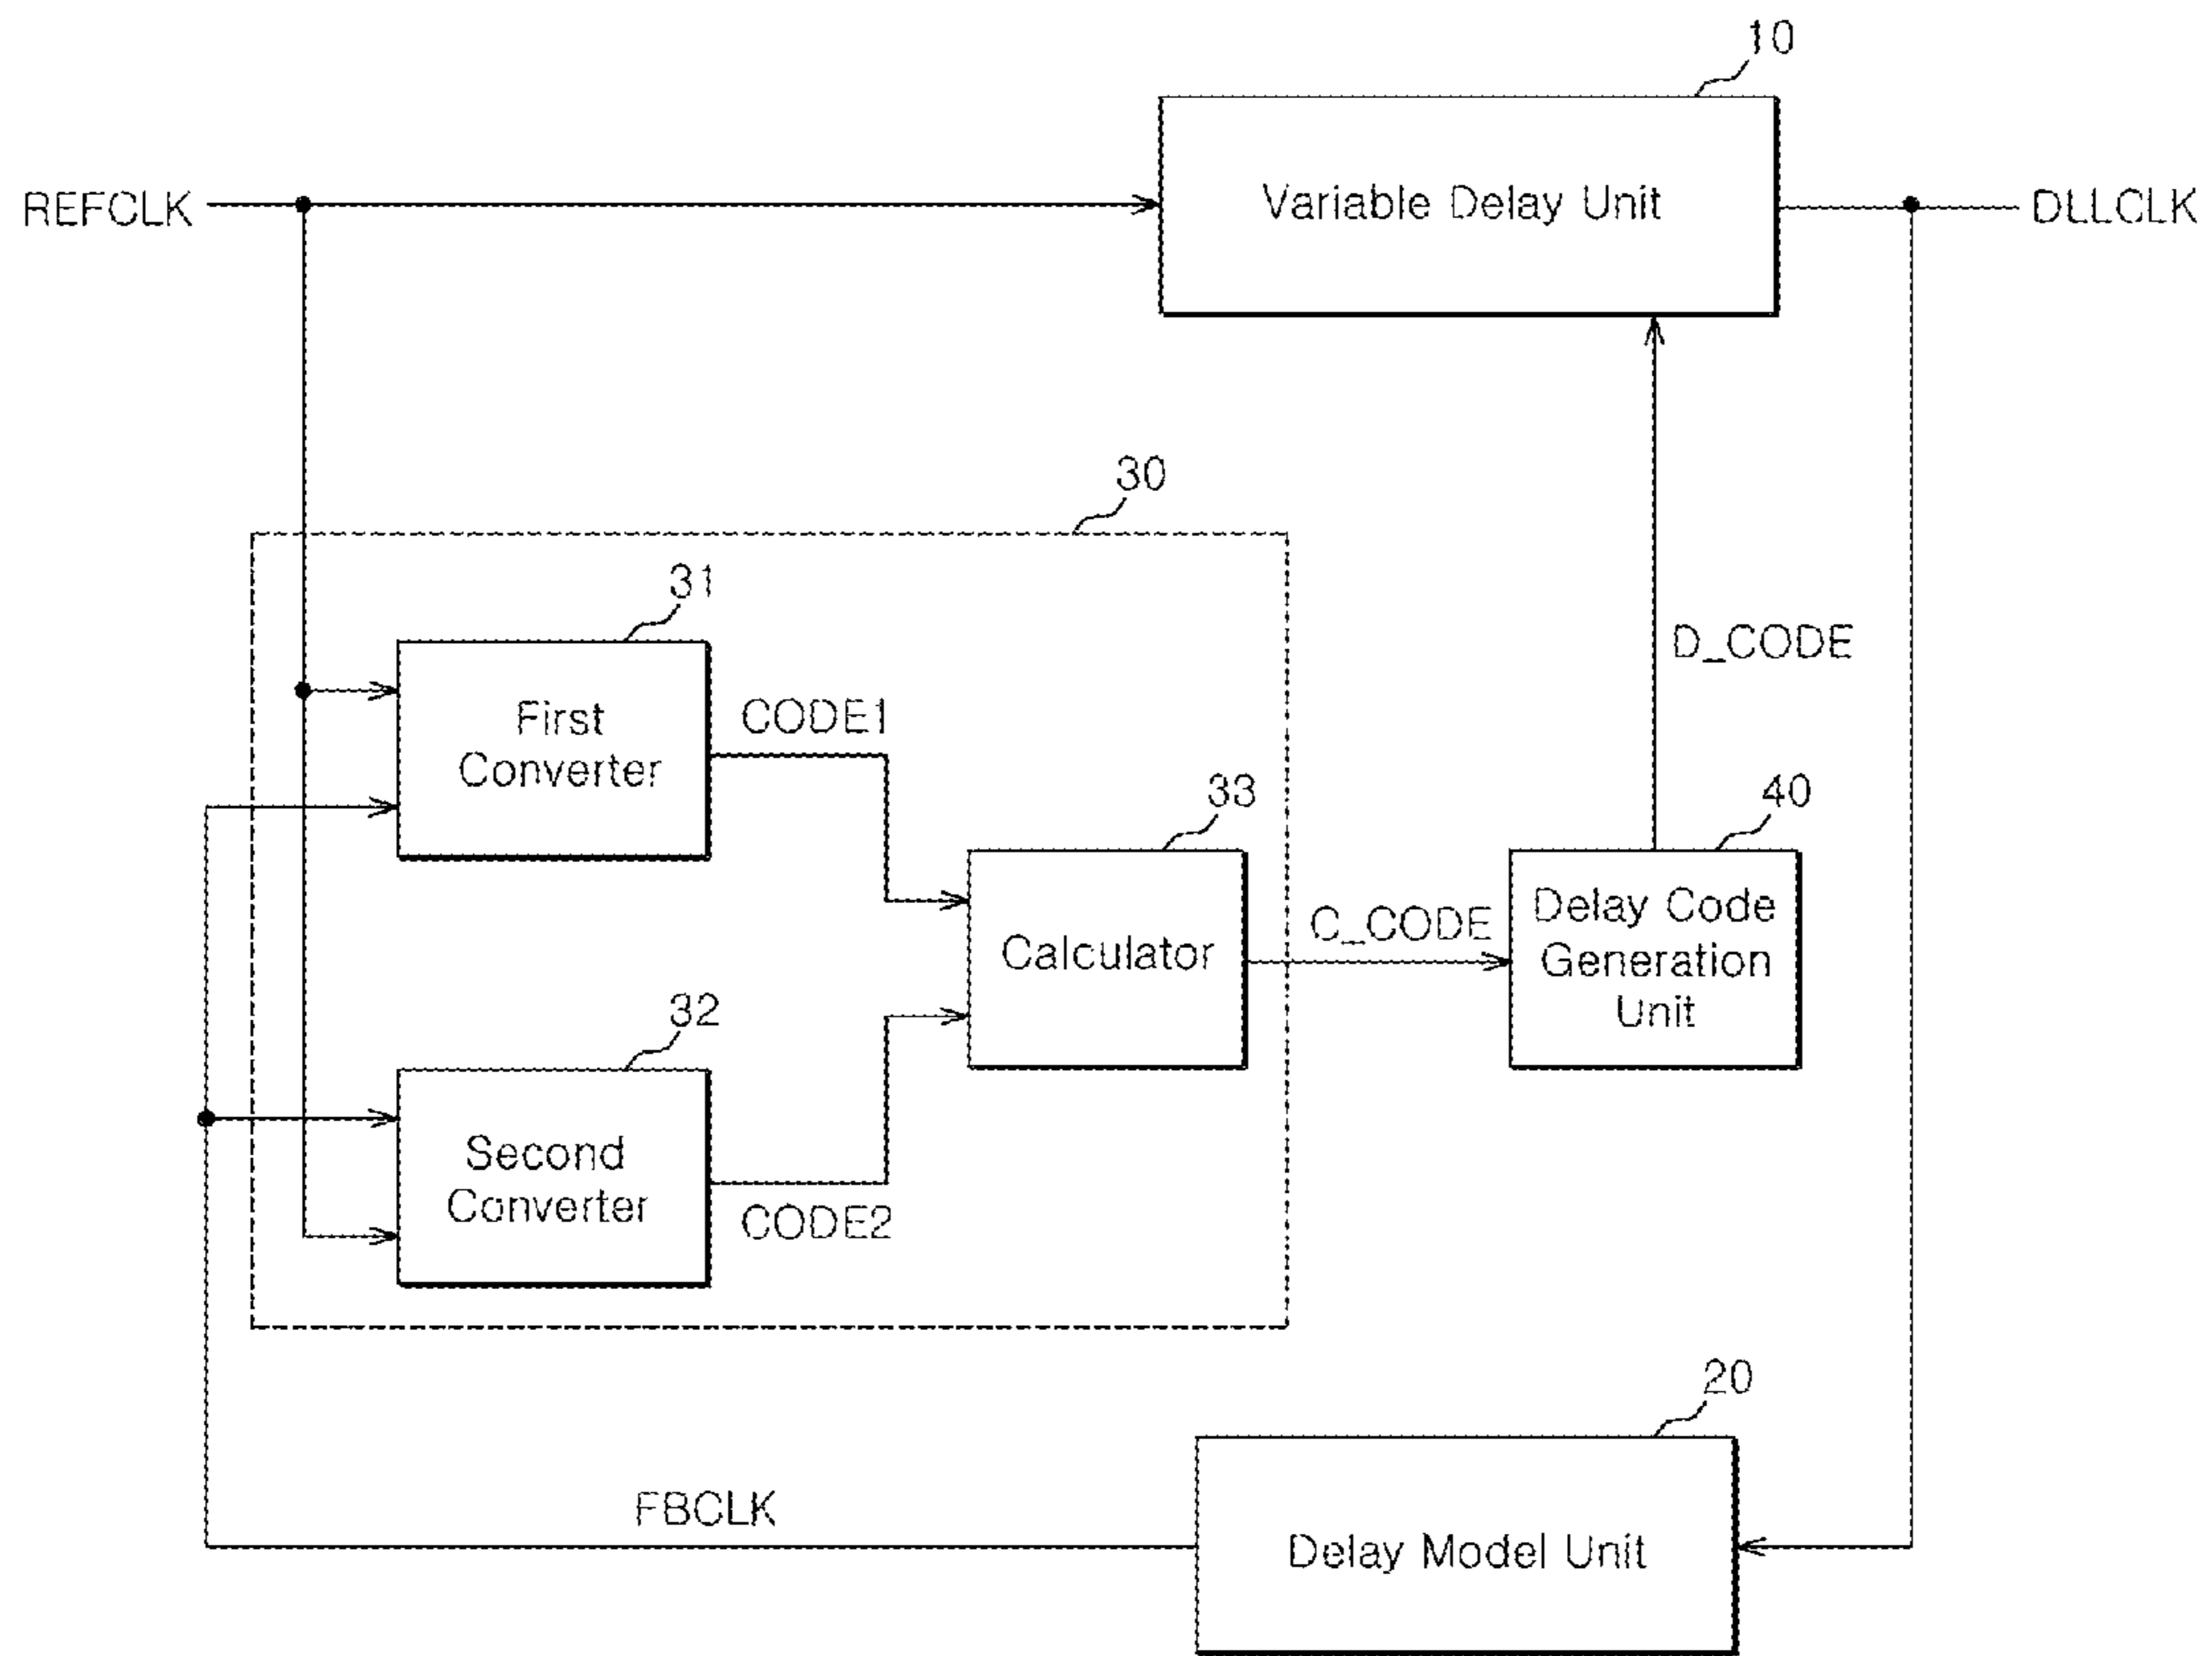 10
REFCLK
Variable Delay Unit
DLLCLK
30
31
D_CODE
First
Converter
CODE1
33
40
Calculator
C_CODE
Delay Code
Generation
Unit
32
Second
Converter
CODE2
20
FBCLK
Delay Model Unit